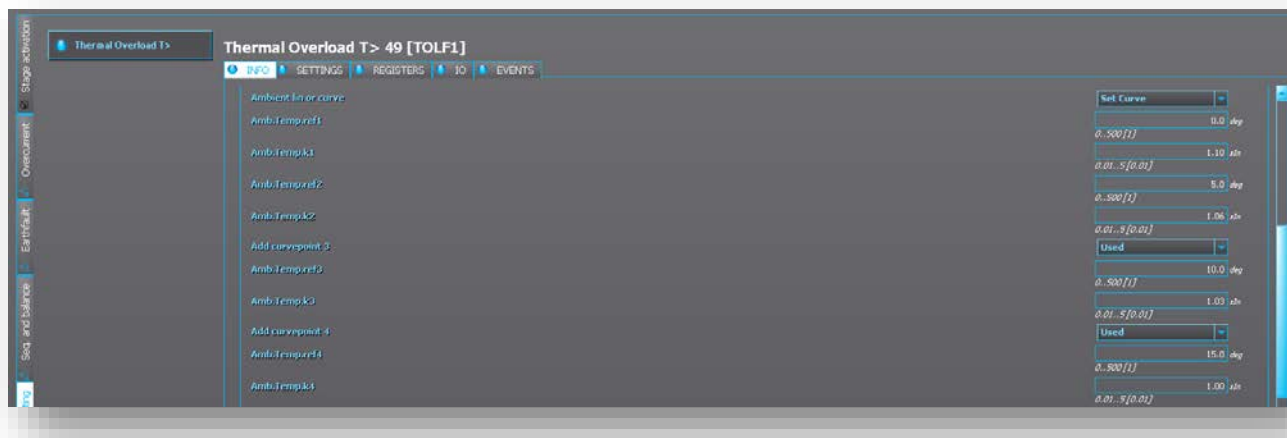 Stage activation
Overcurrent
Earthfault
Seq. and balance
Thermal Overload T>
Thermal Overload T> 49 [TOLF1]
INFO SETTINGS REGISTERS IO EVENTS
Ambient lin or curve Set Curve
Amb.Temp.ref1 0.0 deg
0..500 [1]
Amb.Temp.k1 1.10 xIn
0.01..5 [0.01]
Amb.Temp.ref2 5.0 deg
0..500 [1]
Amb.Temp.k2 1.06 xIn
0.01..5 [0.01]
Add curvepoint 3 Used
Amb.Temp.ref3 10.0 deg
0..500 [1]
Amb.Temp.k3 1.03 xIn
0.01..5 [0.01]
Add curvepoint 4 Used
Amb.Temp.ref4 15.0 deg
0..500 [1]
Amb.Temp.k4 1.00 xIn
0.01..5 [0.01]